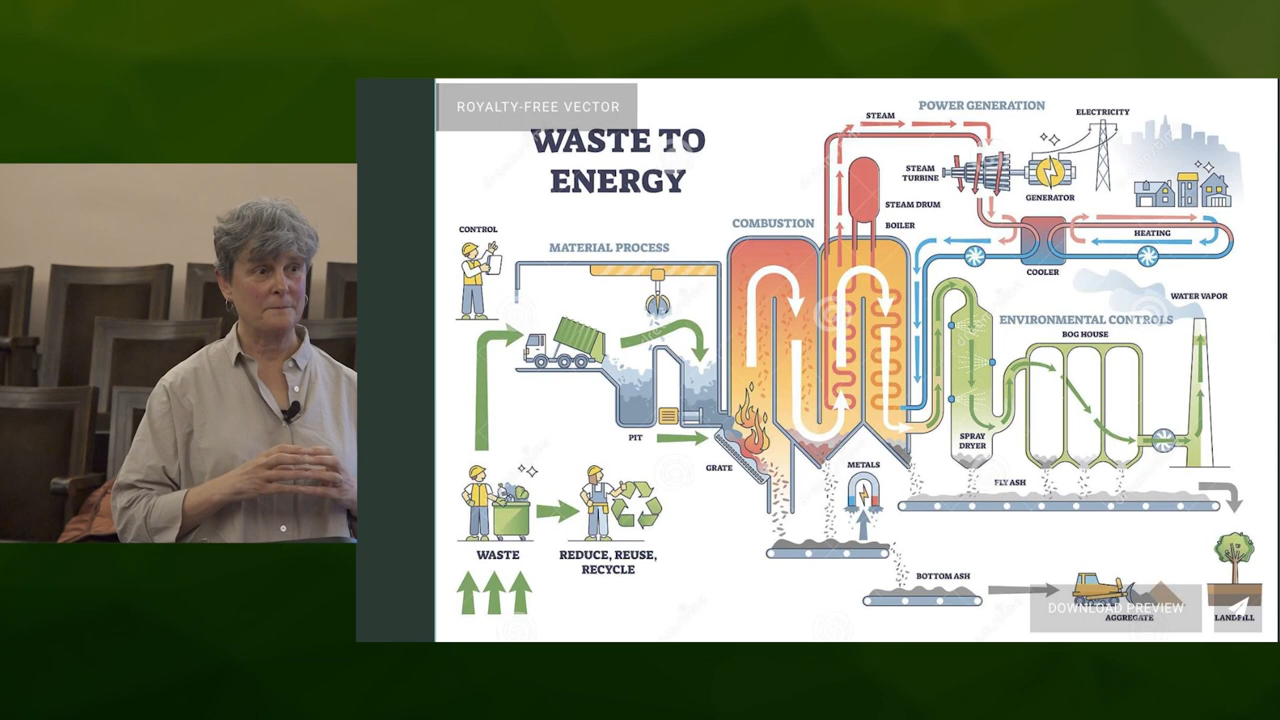 ROYALTY-FREE VECTOR
WASTE TO
ENERGY
POWER GENERATION
STEAM
ELECTRICITY
STEAM
TURBINE
GENERATOR
STEAM DRUM
COMBUSTION
BOILER
CONTROL
MATERIAL PROCESS
HEATING
COOLER
WATER VAPOR
ENVIRONMENTAL CONTROLS
BOG HOUSE
PIT
GRATE
SPRAY
DRYER
METALS
FLY ASH
WASTE
REDUCE, REUSE,
RECYCLE
BOTTOM ASH
DOWNLOAD PREVIEW
AGGREGATE
LANDFILL